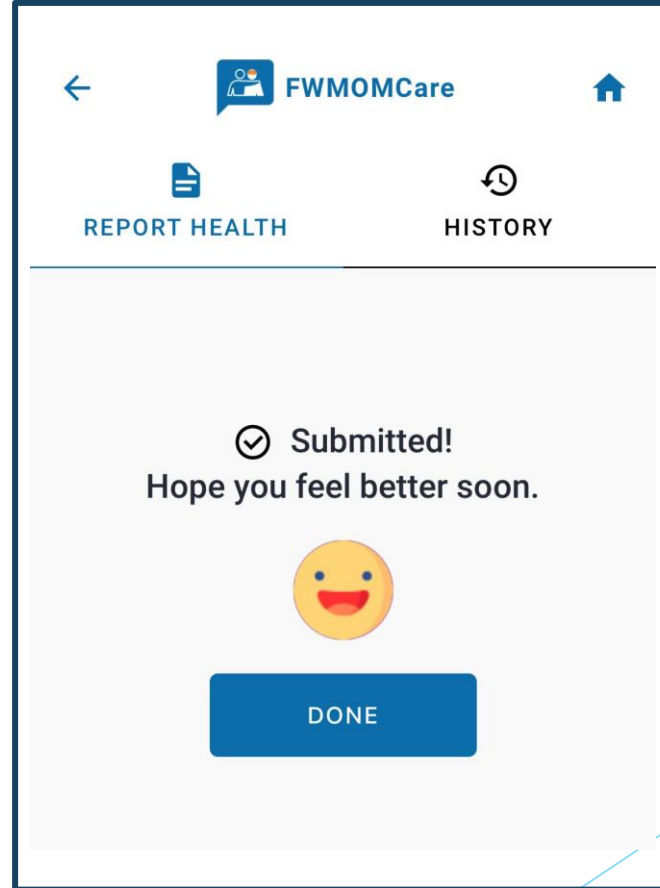 FWMOMCare
REPORT HEALTH
HISTORY
Submitted!
Hope you feel better soon.
DONE